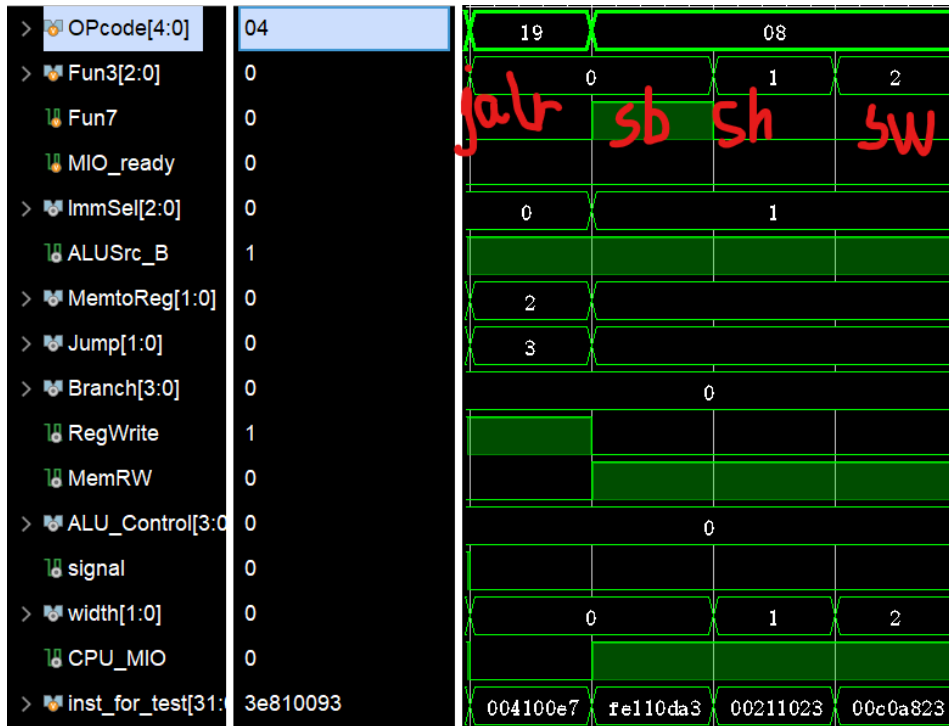 OPcode[4:0] 04 19 08
Fun3[2:0] 0 0 1 2
Fun7 0 jalr sb sh sw
MIO_ready 0
ImmSel[2:0] 0 0 1
ALUSrc_B 1
MemtoReg[1:0] 0 2
Jump[1:0] 0 3
Branch[3:0] 0 0
RegWrite 1
MemRW 0
ALU_Control[3:0 0 0
signal 0
width[1:0] 0 0 1 2
CPU_MIO 0
inst_for_test[31:0 3e810093 004100e7 fe110da3 00211023 00c0a823